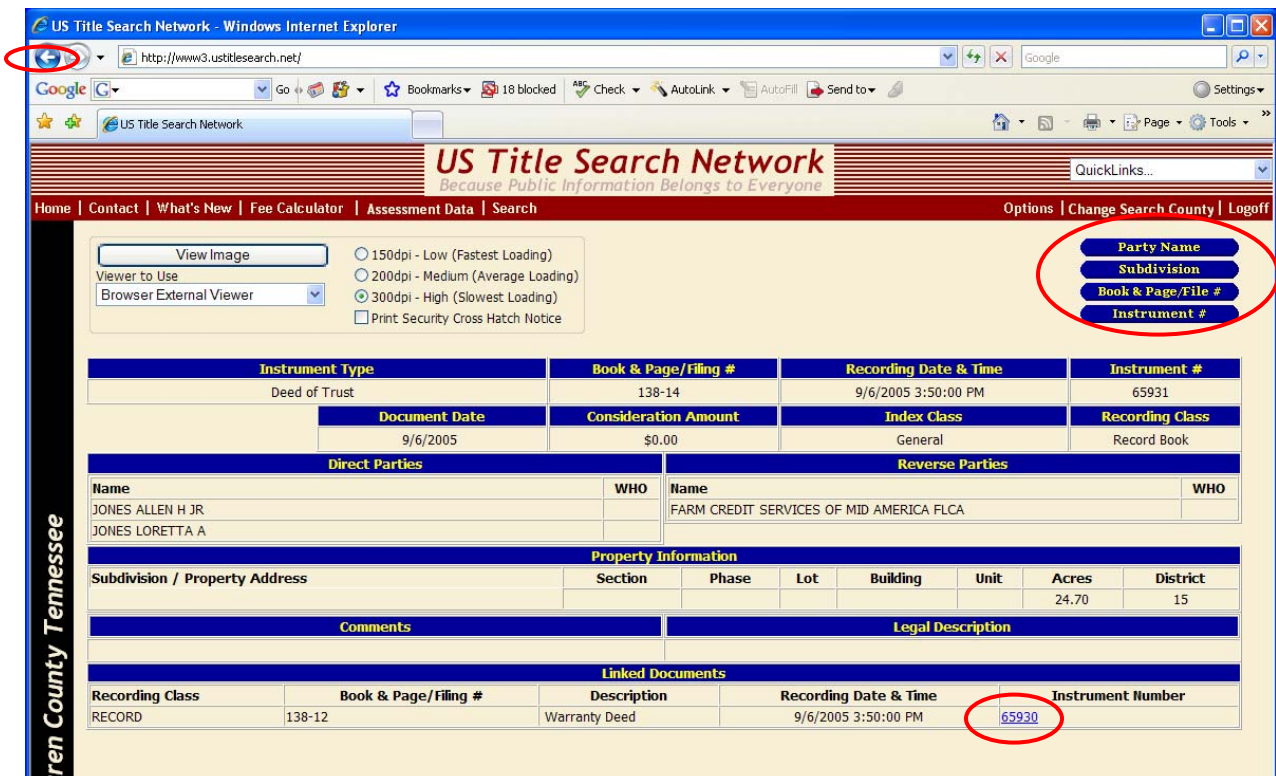 US Title Search Network - Windows Internet Explorer
http://www3.ustitlesearch.net/
Google
Google G Go Bookmarks 18 blocked ABC Check AutoLink AutoFill Send to Settings
US Title Search Network Page Tools »
US Title Search Network
Because Public Information Belongs to Everyone
QuickLinks...
Home | Contact | What's New | Fee Calculator | Assessment Data | Search Options | Change Search County | Logoff
View Image
Viewer to Use
Browser External Viewer
150dpi - Low (Fastest Loading)
200dpi - Medium (Average Loading)
300dpi - High (Slowest Loading)
Print Security Cross Hatch Notice
Party Name
Subdivision
Book & Page/File #
Instrument #
Instrument Type Book & Page/Filing # Recording Date & Time Instrument #
Deed of Trust 138-14 9/6/2005 3:50:00 PM 65931
Document Date Consideration Amount Index Class Recording Class
9/6/2005 $0.00 General Record Book
Direct Parties Reverse Parties
Name WHO Name WHO
JONES ALLEN H JR FARM CREDIT SERVICES OF MID AMERICA FLCA
JONES LORETTA A
Property Information
Subdivision / Property Address Section Phase Lot Building Unit Acres District
24.70 15
Comments Legal Description
Linked Documents
Recording Class Book & Page/Filing # Description Recording Date & Time Instrument Number
RECORD 138-12 Warranty Deed 9/6/2005 3:50:00 PM 65930
ren County Tennessee